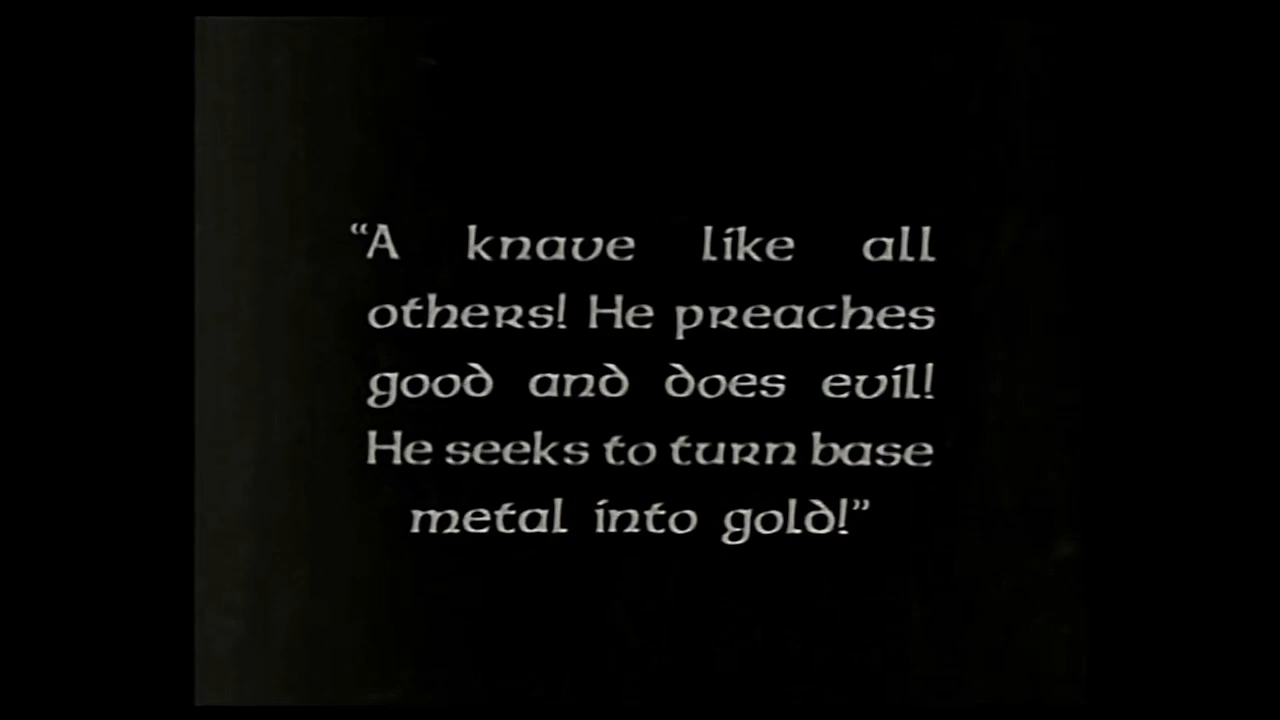 “A knave like all
others! He preaches
good and does evil!
He seeks to turn base
metal into gold!”